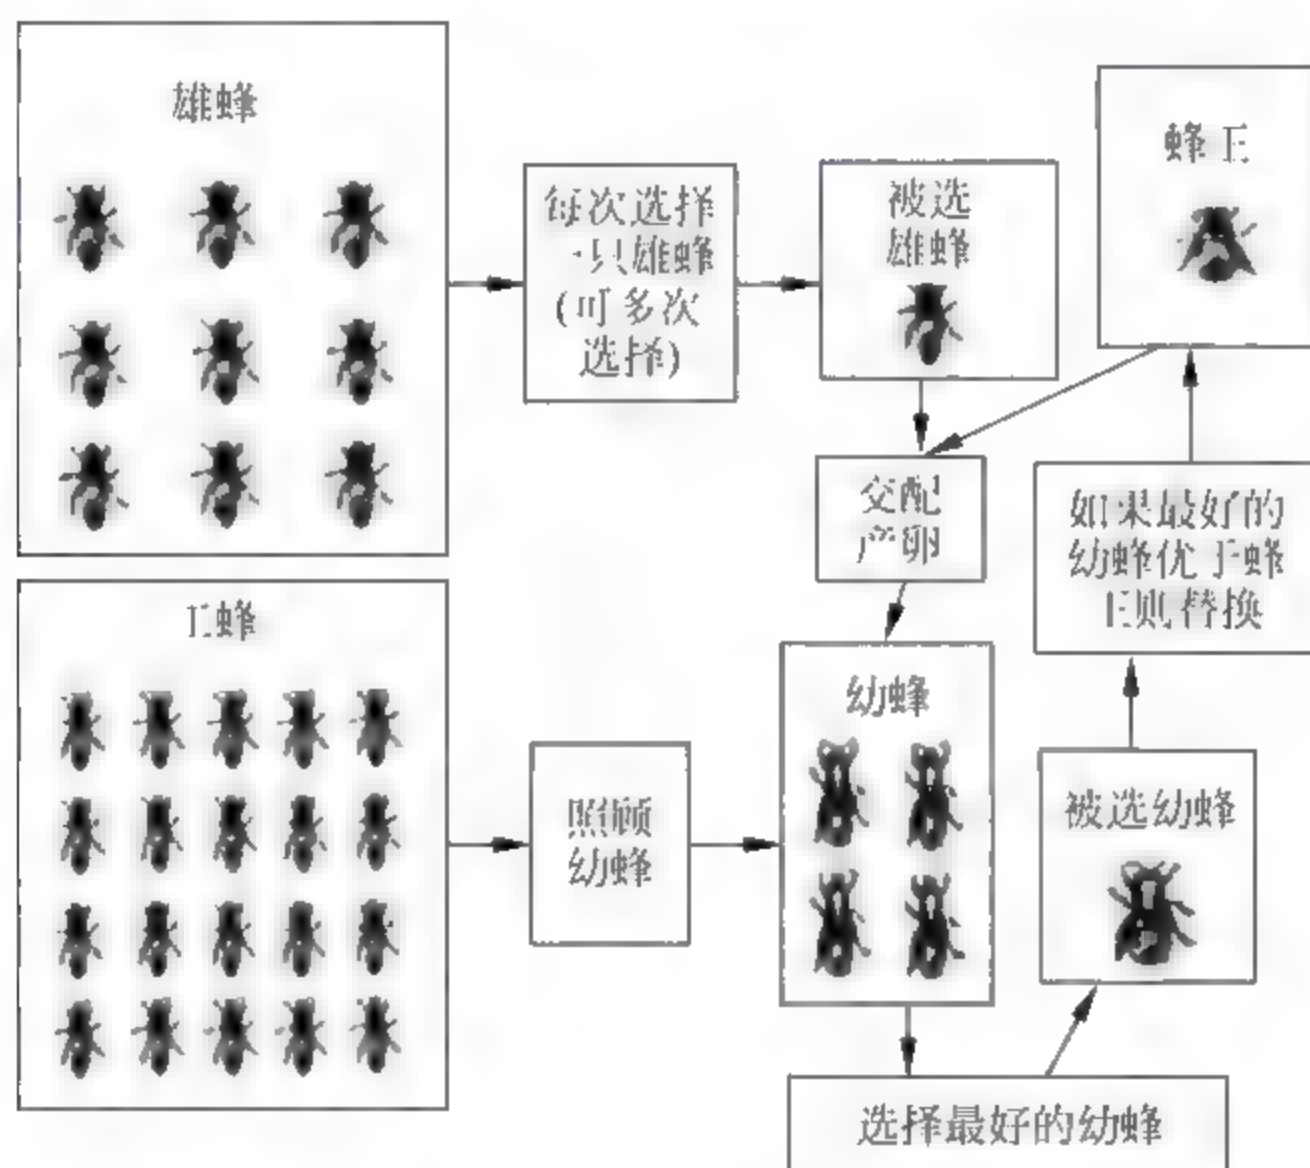 雄蜂
每次选择
一只雄蜂
(可多次
选择)
被选
雄蜂
蜂王
交配
产卵
如果最好的
幼蜂优于蜂
王则替换
工蜂
照顾
幼蜂
幼蜂
被选幼蜂
选择最好的幼蜂